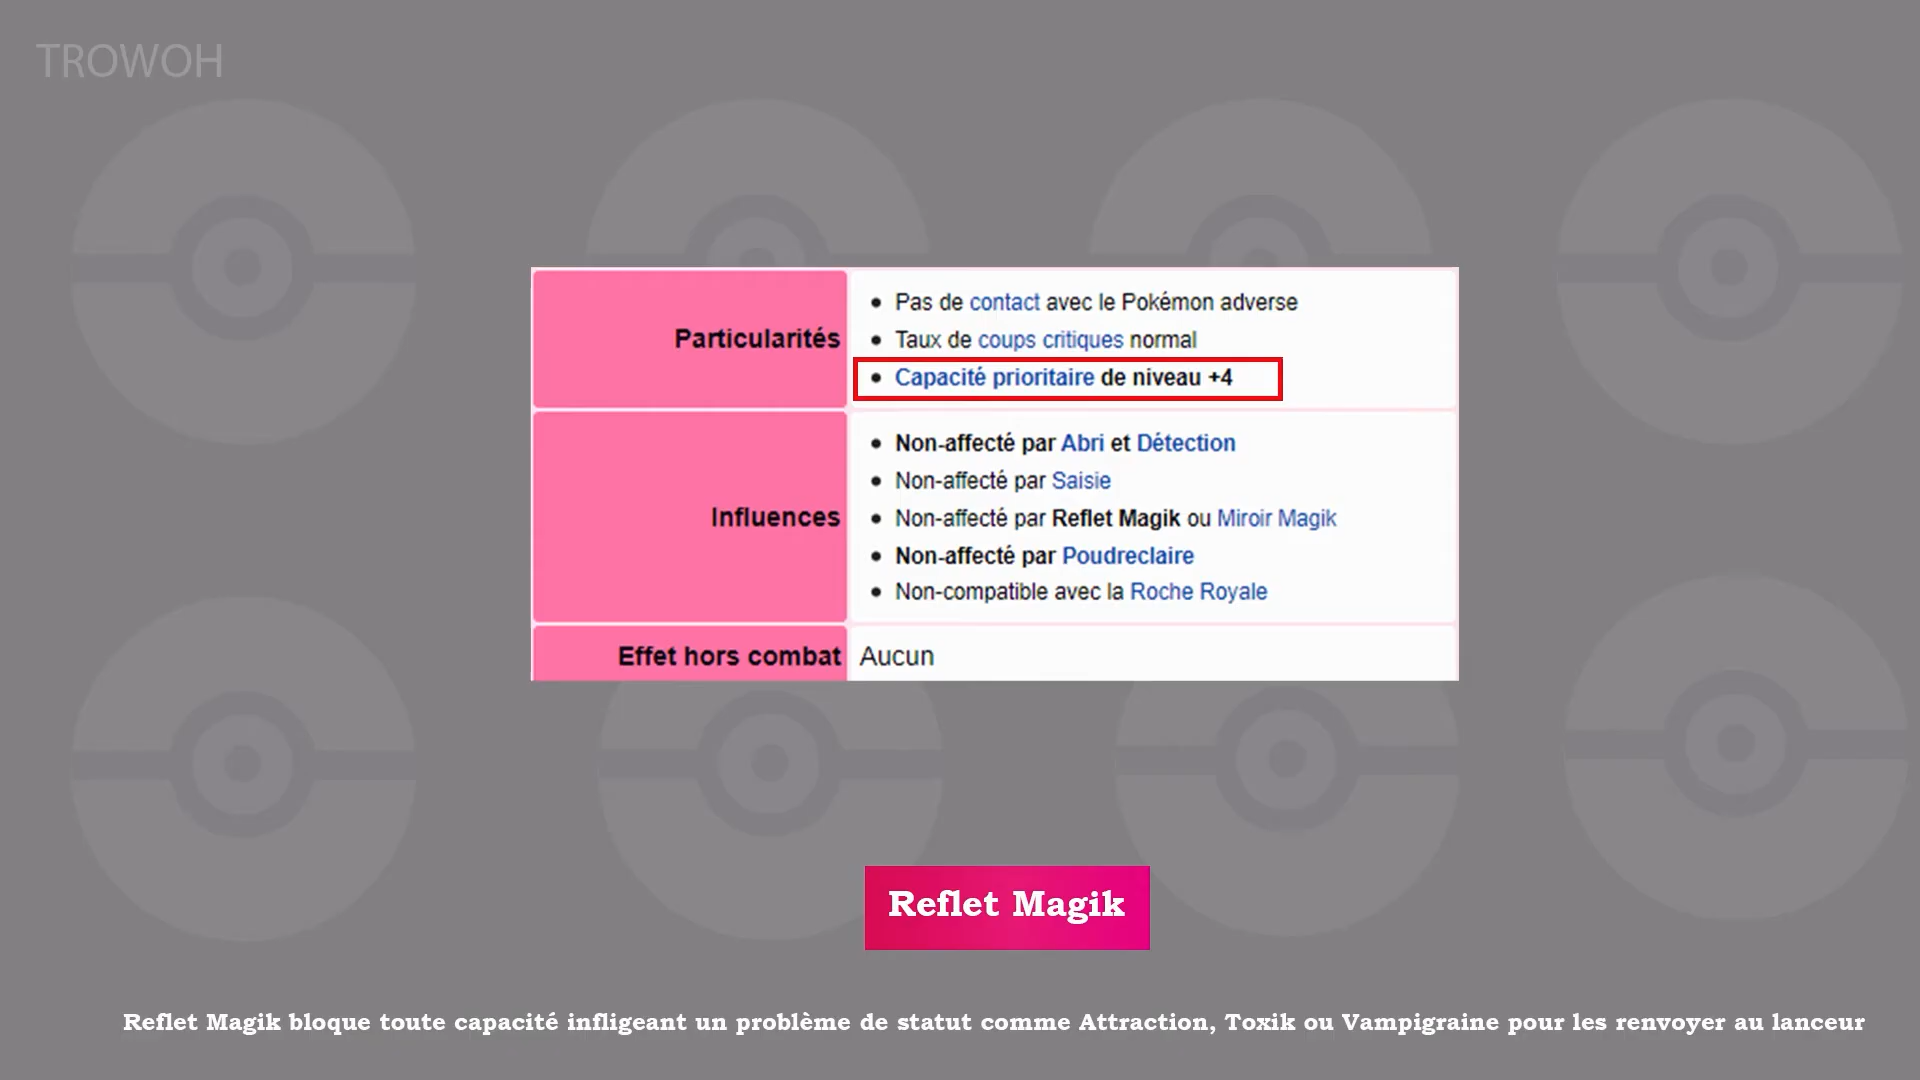 TROWOH
Particularités
Pas de contact avec le Pokémon adverse
Taux de coups critiques normal
Capacité prioritaire de niveau +4
Influences
Non-affecté par Abri et Détection
Non-affecté par Saisie
Non-affecté par Reflet Magik ou Miroir Magik
Non-affecté par Poudreclaire
Non-compatible avec la Roche Royale
Effet hors combat
Aucun
Reflet Magik
Reflet Magik bloque toute capacité infligeant un problème de statut comme Attraction, Toxik ou Vampigraine pour les renvoyer au lanceur